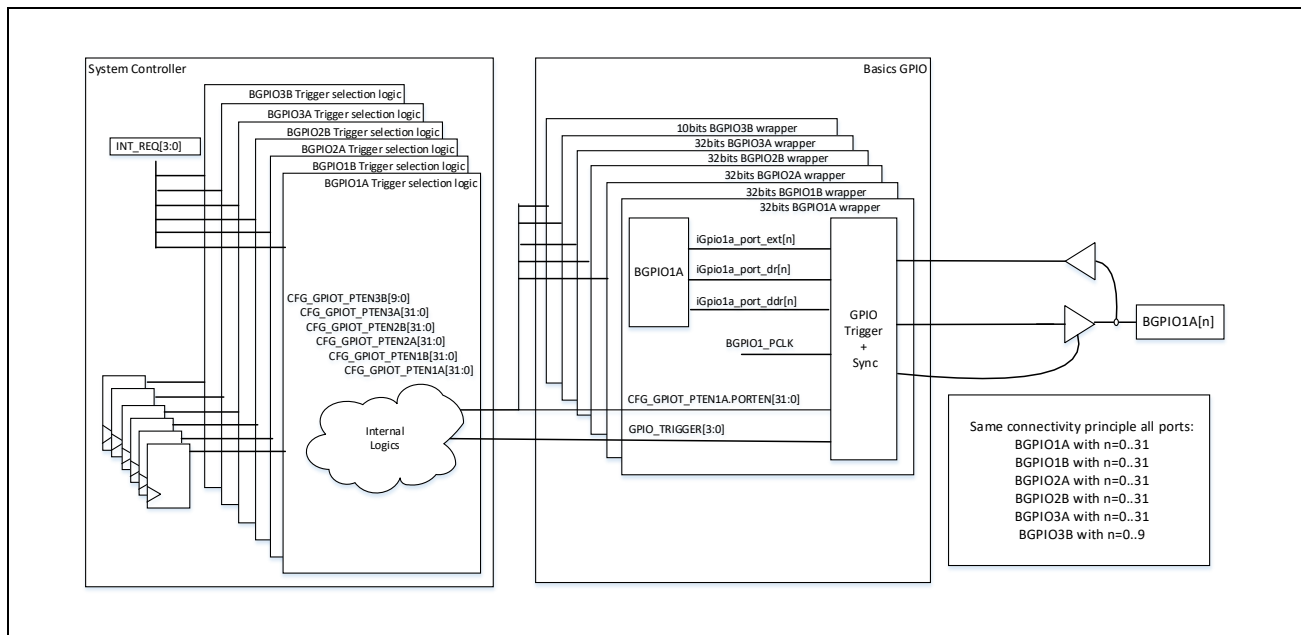 System Controller
BGPIO3B Trigger selection logic
BGPIO3A Trigger selection logic
BGPIO2B Trigger selection logic
BGPIO2A Trigger selection logic
BGPIO1B Trigger selection logic
BGPIO1A Trigger selection logic
INT_REQ[3:0]
CFG_GPIOT_PTEN3B[9:0]
CFG_GPIOT_PTEN3A[31:0]
CFG_GPIOT_PTEN2B[31:0]
CFG_GPIOT_PTEN2A[31:0]
CFG_GPIOT_PTEN1B[31:0]
CFG_GPIOT_PTEN1A[31:0]
Internal
Logics
Basics GPIO
10bits BGPIO3B wrapper
32bits BGPIO3A wrapper
32bits BGPIO2B wrapper
32bits BGPIO2A wrapper
32bits BGPIO1B wrapper
32bits BGPIO1A wrapper
BGPIO1A
iGpio1a_port_ext[n]
iGpio1a_port_dr[n]
iGpio1a_port_ddr[n]
BGPIO1_PCLK
CFG_GPIOT_PTEN1A.PORTEN[31:0]
GPIO_TRIGGER[3:0]
GPIO
Trigger
+
Sync
BGPIO1A[n]
Same connectivity principle all ports:
BGPIO1A with n=0..31
BGPIO1B with n=0..31
BGPIO2A with n=0..31
BGPIO2B with n=0..31
BGPIO3A with n=0..31
BGPIO3B with n=0..9